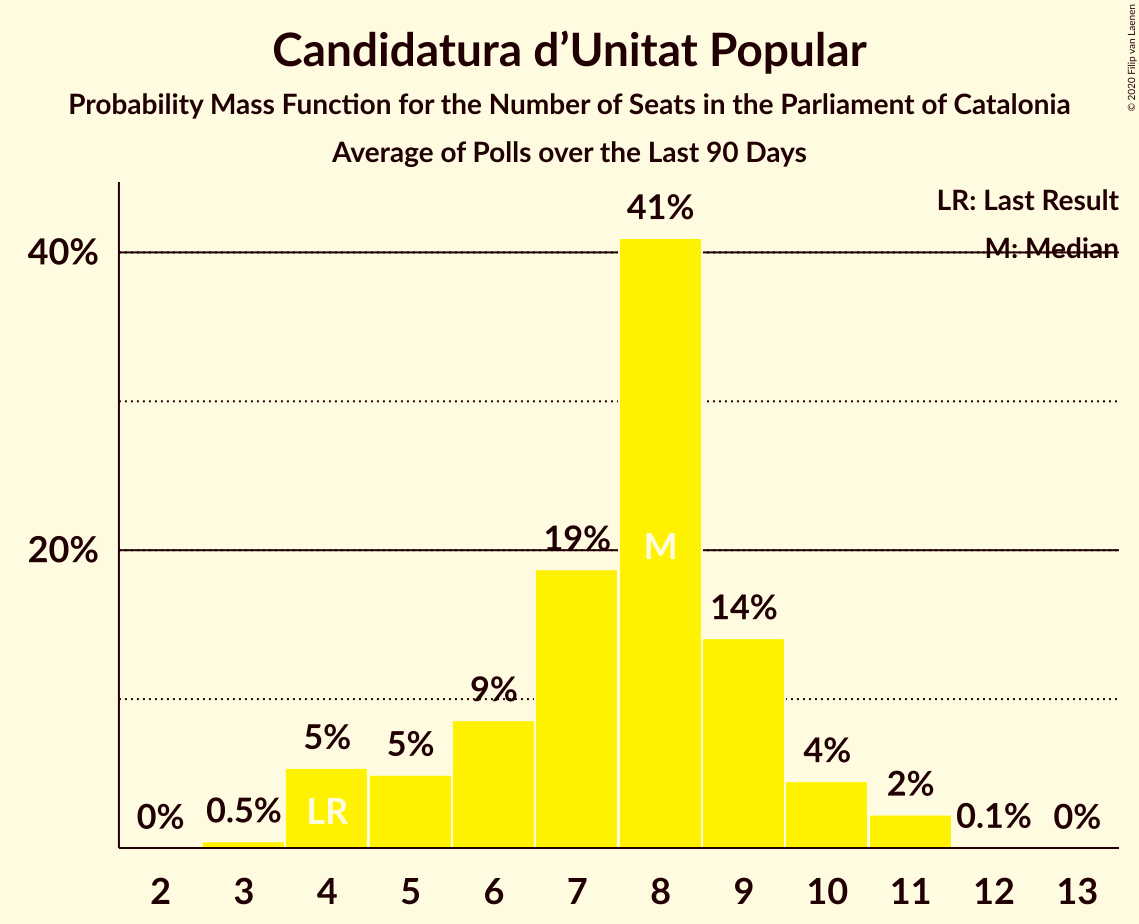 Candidatura d’Unitat Popular
Probability Mass Function for the Number of Seats in the Parliament of Catalonia
Average of Polls over the Last 90 Days
© 2020 Filip van Laenen
LR: Last Result
M: Median
40%
20%
0%
0.5%
5%
5%
9%
19%
41%
14%
4%
2%
0.1%
0%
LR
M
2 3 4 5 6 7 8 9 10 11 12 13